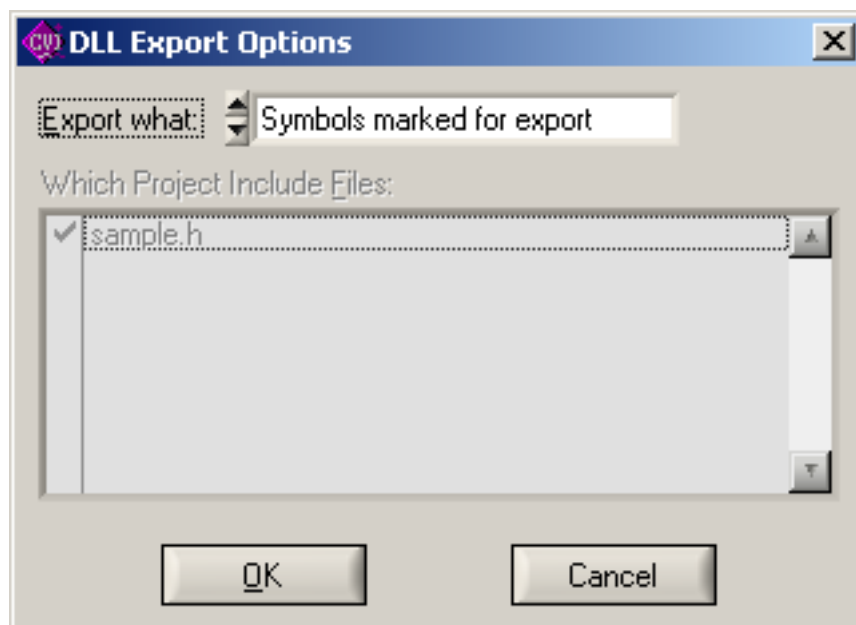 CVI DLL Export Options
Export what: Symbols marked for export
Which Project Include Files:
sample.h
OK Cancel